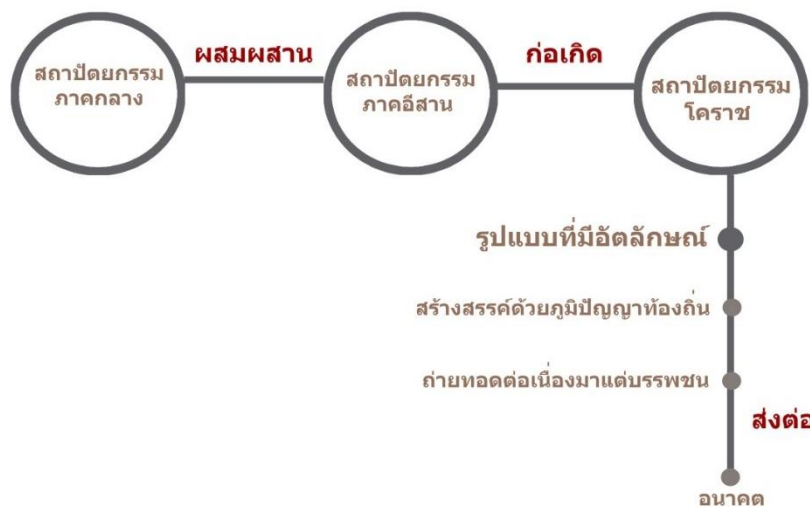 สถาปัตยกรรม
ภาคกลาง
ผสมผสาน
สถาปัตยกรรม
ภาคอีสาน
ก่อเกิด
สถาปัตยกรรม
โคราช
รูปแบบที่มีอัตลักษณ์
สร้างสรรค์ด้วยภูมิปัญญาท้องถิ่น
ถ่ายทอดต่อเนื่องมาแต่บรรพชน
ส่งต่อ
อนาคต